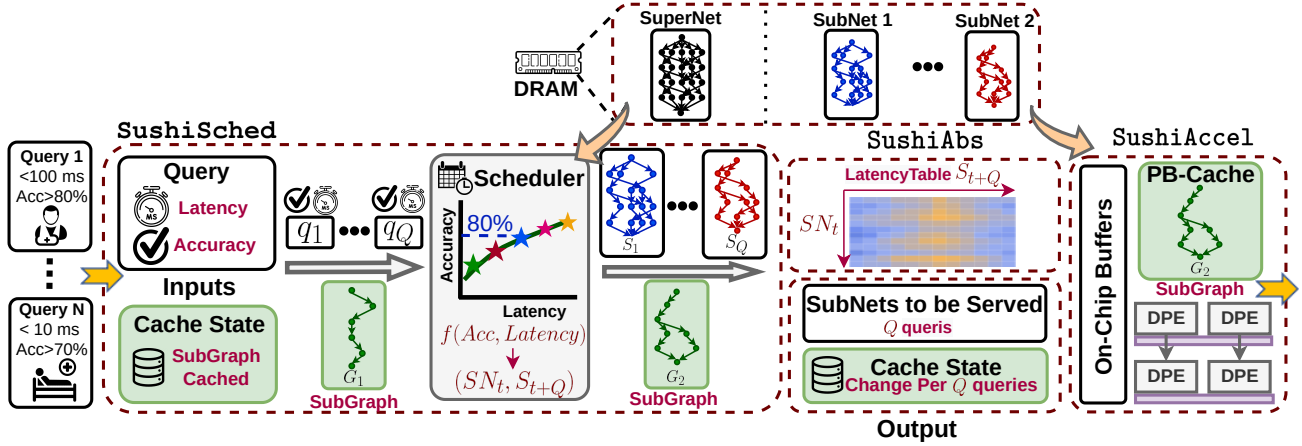 SuperNet
SubNet 1
SubNet 2
DRAM
SushiSched
SushiAbs
SushiAccel
Query 1
<100 ms
Acc>80%
Query N
< 10 ms
Acc>70%
Query
MS
Latency
Accuracy
Inputs
Cache State
SubGraph
Cached
MS
MS
q1
qQ
G1
SubGraph
Scheduler
Accuracy
80%
Latency
f(Acc, Latency)
(SNt, St+Q)
S1
SQ
G2
SubGraph
LatencyTable St+Q
SNt
SubNets to be Served
Q queris
Cache State
Change Per Q queries
Output
On-Chip Buffers
PB-Cache
G2
SubGraph
DPE
DPE
DPE
DPE